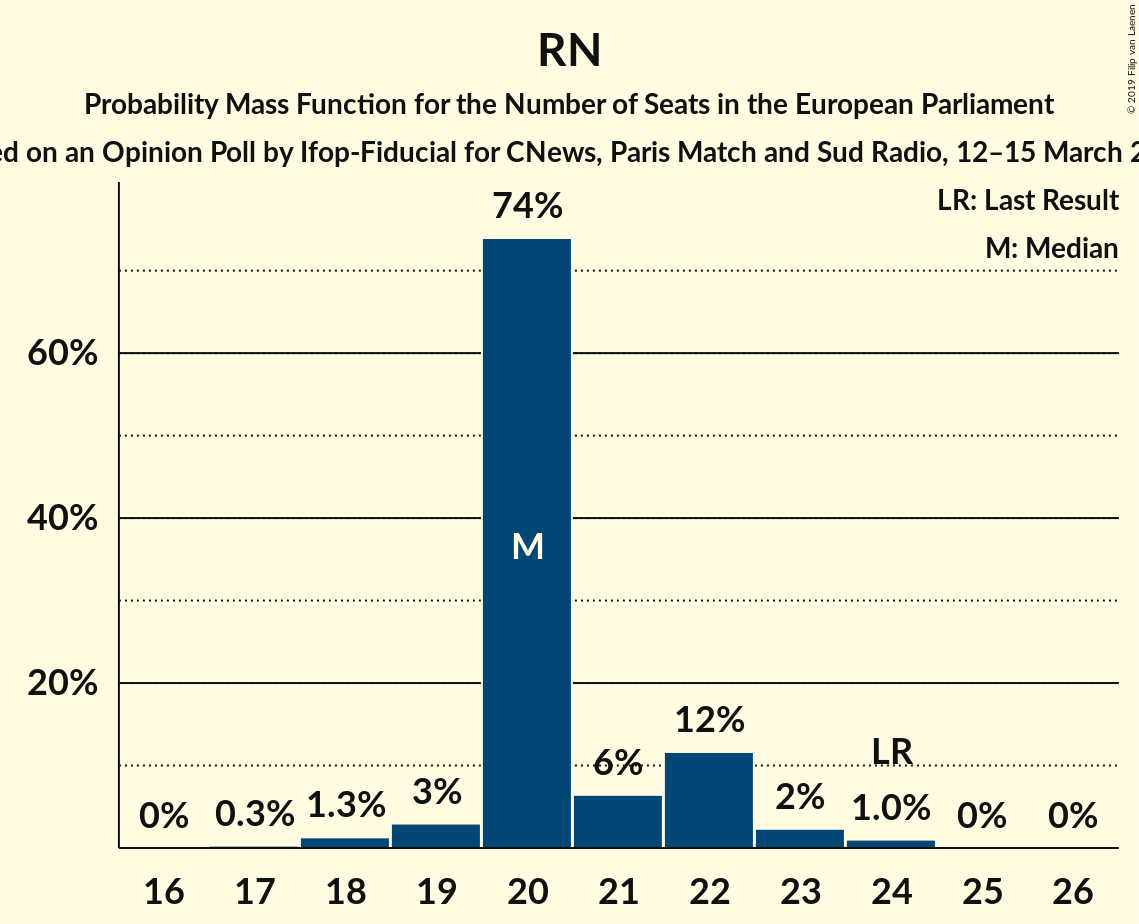 RN
Probability Mass Function for the Number of Seats in the European Parliament
on an Opinion Poll by Ifop-Fiducial for CNews, Paris Match and Sud Radio, 12–15 March
© 2019 Filip van Laenen
LR: Last Result
M: Median
74%
60%
40%
M
20%
12%
LR
6%
3%
2%
1.3%
1.0%
0.3%
0%
0%
0%
16 17 18 19 20 21 22 23 24 25 26